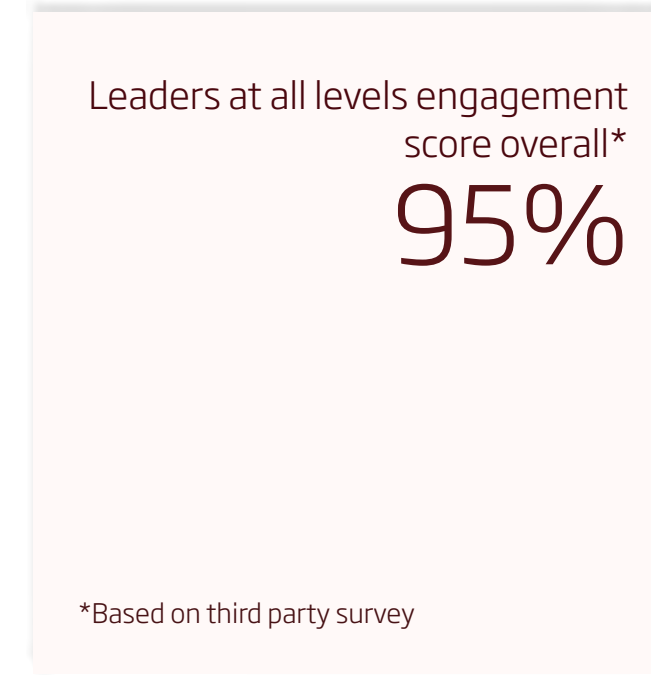 Leaders at all levels engagement
score overall*
95%
*Based on third party survey